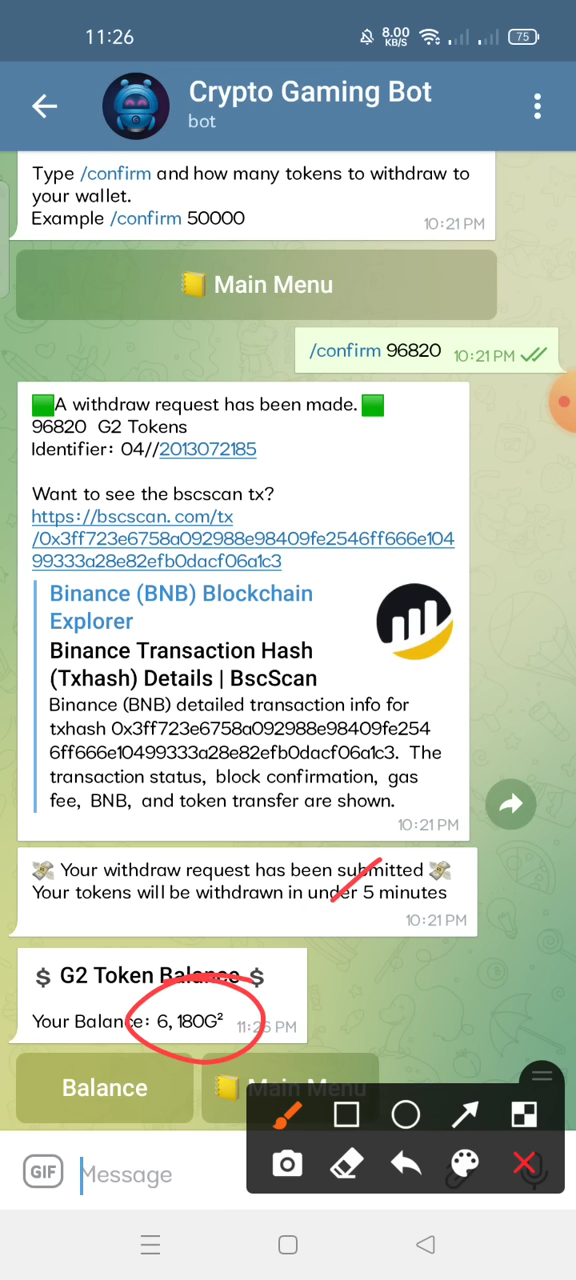 11:26
8.00
KB/S
75
Crypto Gaming Bot
bot
Type /confirm and how many tokens to withdraw to
your wallet.
Example /confirm 50000
10:21 PM
Main Menu
/confirm 96820 10:21 PM
A withdraw request has been made.
96820 G2 Tokens
Identifier: 04//2013072185
Want to see the bscscan tx?
https://bscscan.com/tx
/0x3ff723e6758a092988e98409fe2546ff666e104
99333a28e82efb0dacf06a1c3
Binance (BNB) Blockchain
Explorer
Binance Transaction Hash
(Txhash) Details | BscScan
Binance (BNB) detailed transaction info for
txhash 0x3ff723e6758a092988e98409fe254
6ff666e10499333a28e82efb0dacf06a1c3. The
transaction status, block confirmation, gas
fee, BNB, and token transfer are shown.
10:21 PM
💸 Your withdraw request has been submitted 💸
Your tokens will be withdrawn in under 5 minutes
10:21 PM
$ G2 Token Balance $
Your Balance: 6,180G² 11:26 PM
Balance
Main Menu
GIF
Message